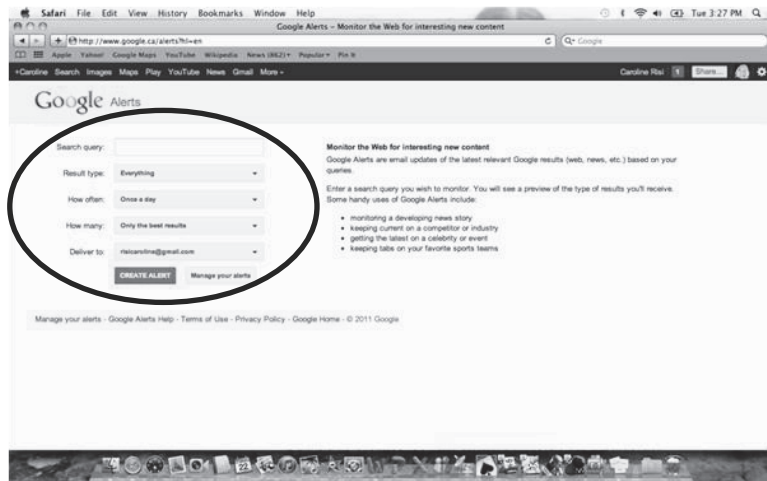 Safari File Edit View History Bookmarks Window Help Tue 3:27 PM
Google Alerts – Monitor the Web for interesting new content
http://www.google.ca/alerts?hl=en Google
Apple Yahoo! Google Maps YouTube Wikipedia News (862) Popular Pin It
+Caroline Search Images Maps Play YouTube News Gmail More Caroline Risi 1 Share...
Google Alerts
Search query:
Result type: Everything
How often: Once a day
How many: Only the best results
Deliver to: risicaroline@gmail.com
CREATE ALERT Manage your alerts
Monitor the Web for interesting new content
Google Alerts are email updates of the latest relevant Google results (web, news, etc.) based on your
queries.
Enter a search query you wish to monitor. You will see a preview of the type of results you'll receive.
Some handy uses of Google Alerts include:
• monitoring a developing news story
• keeping current on a competitor or industry
• getting the latest on a celebrity or event
• keeping tabs on your favorite sports teams
Manage your alerts - Google Alerts Help - Terms of Use - Privacy Policy - Google Home - © 2011 Google